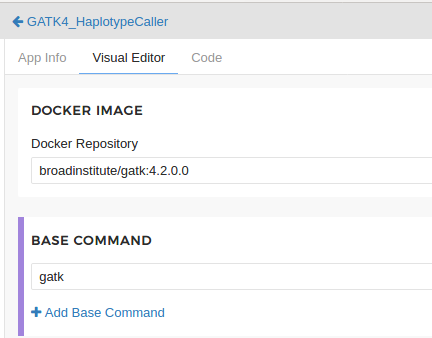 GATK4_HaplotypeCaller
App Info Visual Editor Code
DOCKER IMAGE
Docker Repository
broadinstitute/gatk:4.2.0.0
BASE COMMAND
gatk
Add Base Command